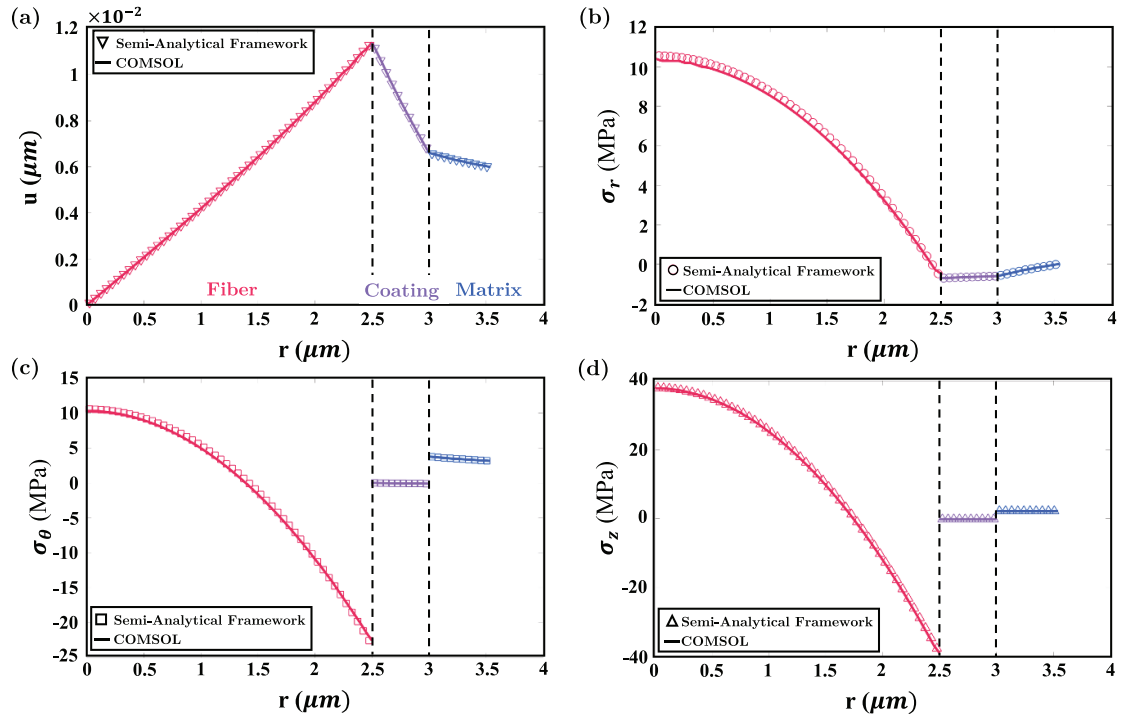 (a)
×10⁻²
1.2
1
0.8
0.6
0.4
0.2
0
u (μm)
Semi-Analytical Framework
COMSOL
Fiber
Coating
Matrix
0 0.5 1 1.5 2 2.5 3 3.5 4
r (μm)
(b)
12
10
8
6
4
2
0
-2
σr (MPa)
Semi-Analytical Framework
COMSOL
0 0.5 1 1.5 2 2.5 3 3.5 4
r (μm)
(c)
15
10
5
0
-5
-10
-15
-20
-25
σθ (MPa)
Semi-Analytical Framework
COMSOL
0 0.5 1 1.5 2 2.5 3 3.5 4
r (μm)
(d)
40
20
0
-20
-40
σz (MPa)
Semi-Analytical Framework
COMSOL
0 0.5 1 1.5 2 2.5 3 3.5 4
r (μm)